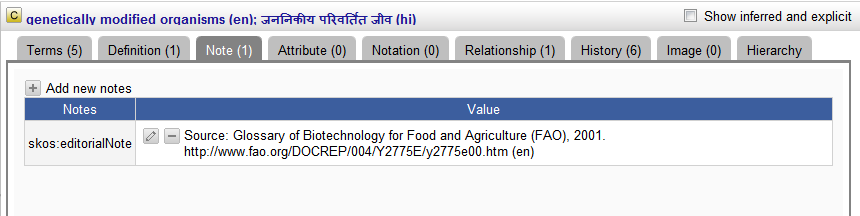 C genetically modified organisms (en); जननिकीय परिवर्तित जीव (hi) Show inferred and explicit
Terms (5) Definition (1) Note (1) Attribute (0) Notation (0) Relationship (1) History (6) Image (0) Hierarchy
Add new notes
Notes Value
skos:editorialNote Source: Glossary of Biotechnology for Food and Agriculture (FAO), 2001.
http://www.fao.org/DOCREP/004/Y2775E/y2775e00.htm (en)